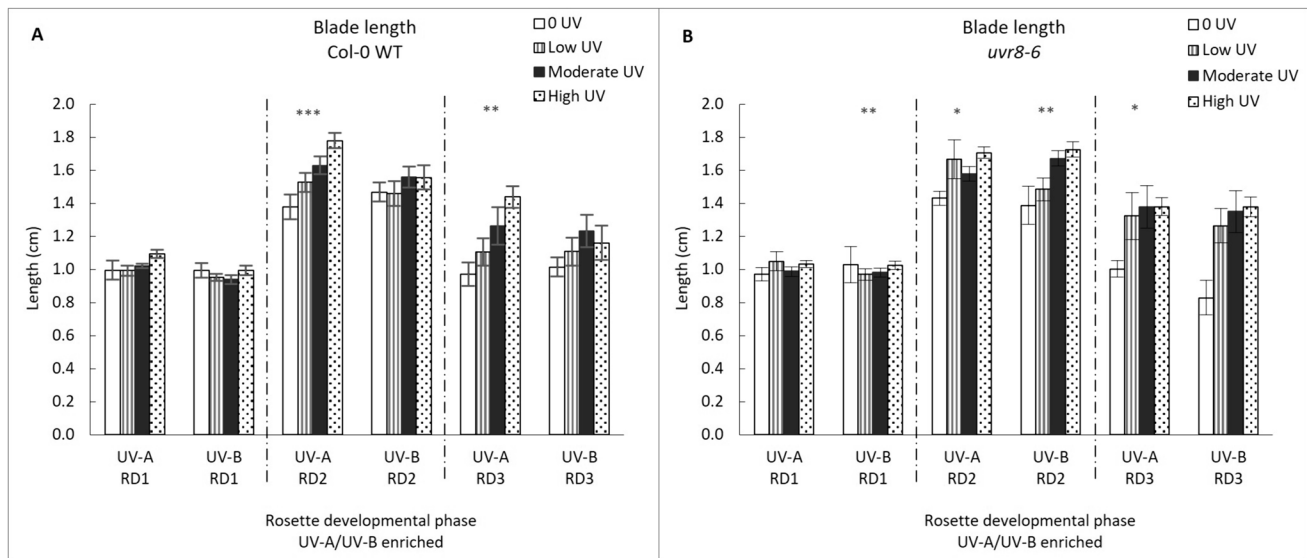 A
Blade length
Col-0 WT
0 UV
Low UV
Moderate UV
High UV
*** **
2.0
1.8
1.6
1.4
1.2
1.0
0.8
0.6
0.4
0.2
0.0
Length (cm)
UV-A UV-B UV-A UV-B UV-A UV-B
RD1 RD1 RD2 RD2 RD3 RD3
Rosette developmental phase
UV-A/UV-B enriched
B
Blade length
uvr8-6
0 UV
Low UV
Moderate UV
High UV
** * ** *
2.0
1.8
1.6
1.4
1.2
1.0
0.8
0.6
0.4
0.2
0.0
Length (cm)
UV-A UV-B UV-A UV-B UV-A UV-B
RD1 RD1 RD2 RD2 RD3 RD3
Rosette developmental phase
UV-A/UV-B enriched